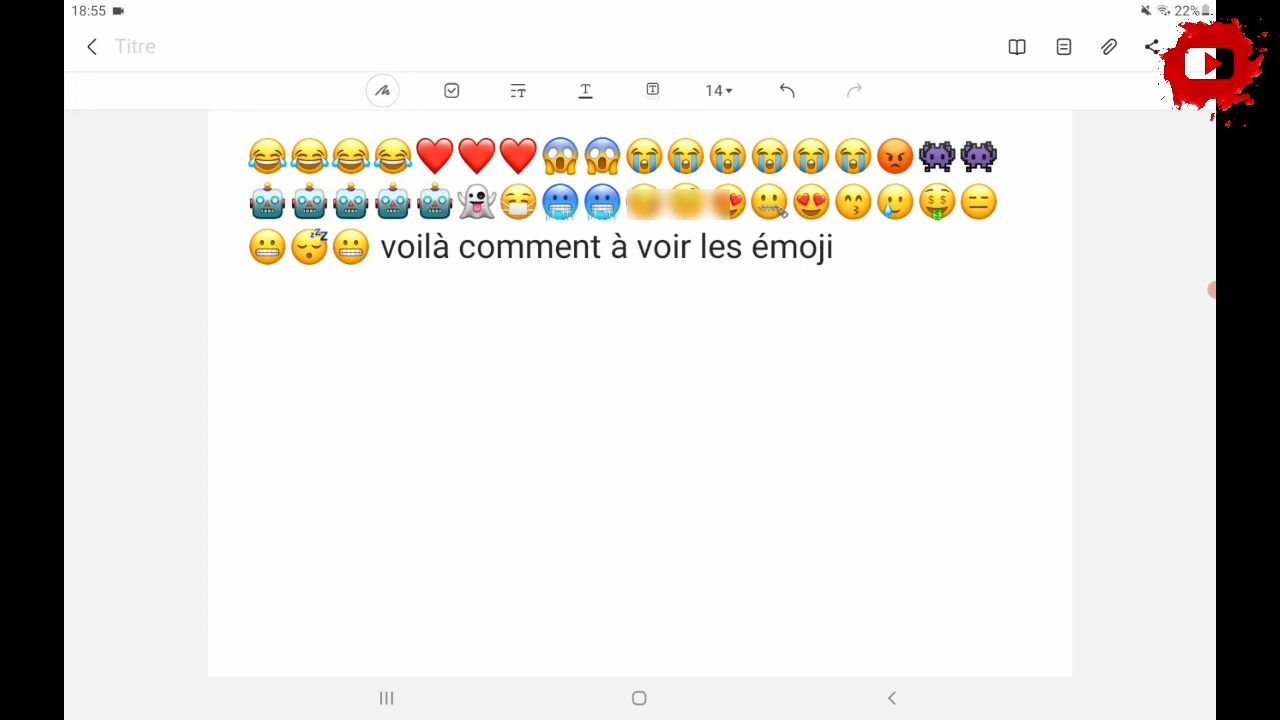 18:55
22%
Titre
14
😂😂😂😂❤️❤️❤️😱😱😭😭😭😭😭😭😡👾👾
🤖🤖🤖🤖🤖👻😷🥶🥶🤐😍😙🥲🤑😑
😬😴😬 voilà comment à voir les émoji